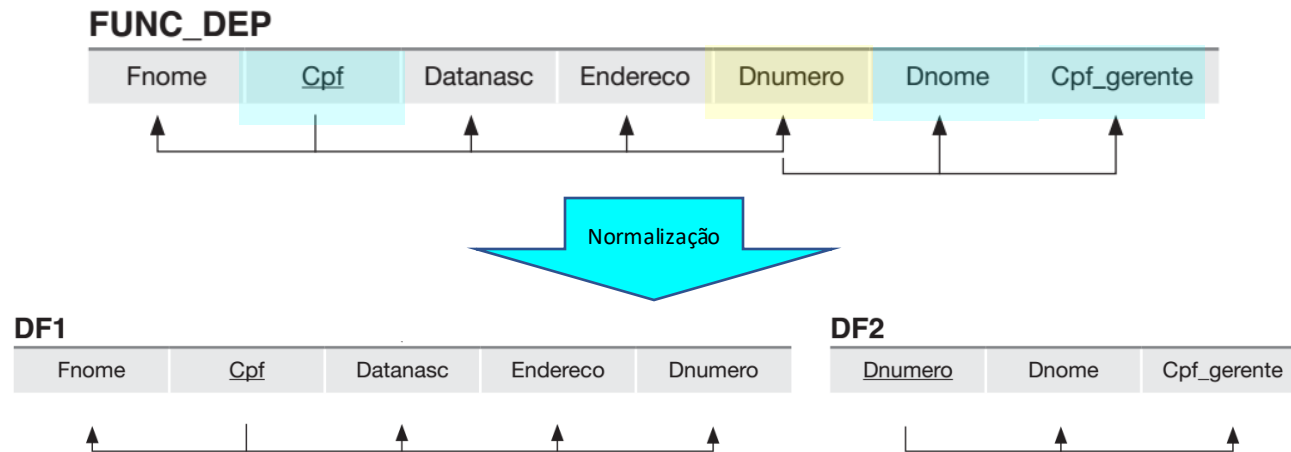 FUNC_DEP
Fnome Cpf Datanasc Endereco Dnumero Dnome Cpf_gerente
Normalização
DF1 DF2
Fnome Cpf Datanasc Endereco Dnumero Dnumero Dnome Cpf_gerente